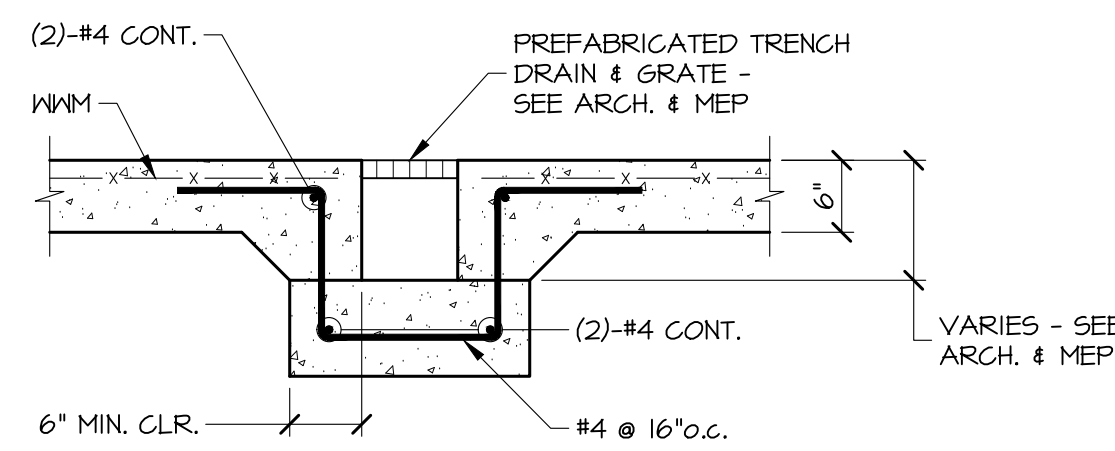 (2)-#4 CONT.
PREFABRICATED TRENCH
DRAIN & GRATE -
SEE ARCH. & MEP
WWM
X X X X X X
6"
(2)-#4 CONT.
VARIES - SEE
ARCH. & MEP
6" MIN. CLR.
#4 @ 16"o.c.